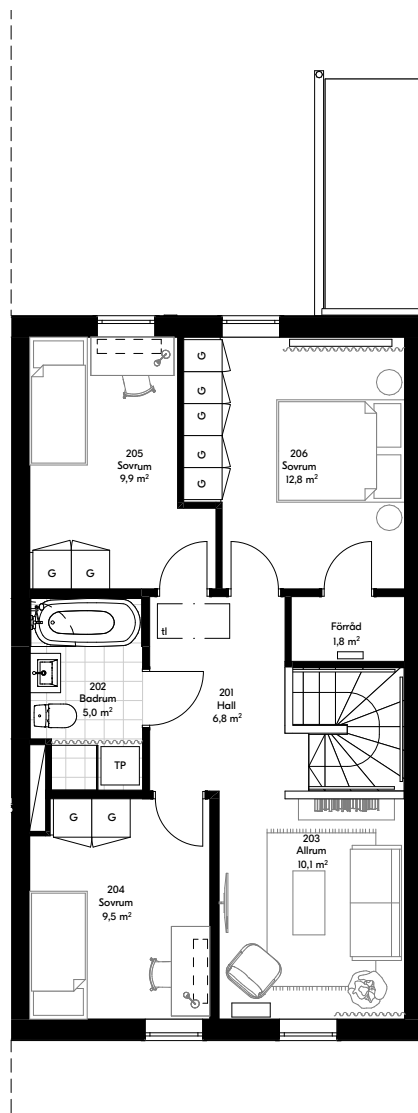 G
G
G
G
G
205
Sovrum
9,9 m²
206
Sovrum
12,8 m²
G
G
tl
Förråd
1,8 m²
202
Badrum
5,0 m²
201
Hall
6,8 m²
TP
G
G
203
Allrum
10,1 m²
204
Sovrum
9,5 m²